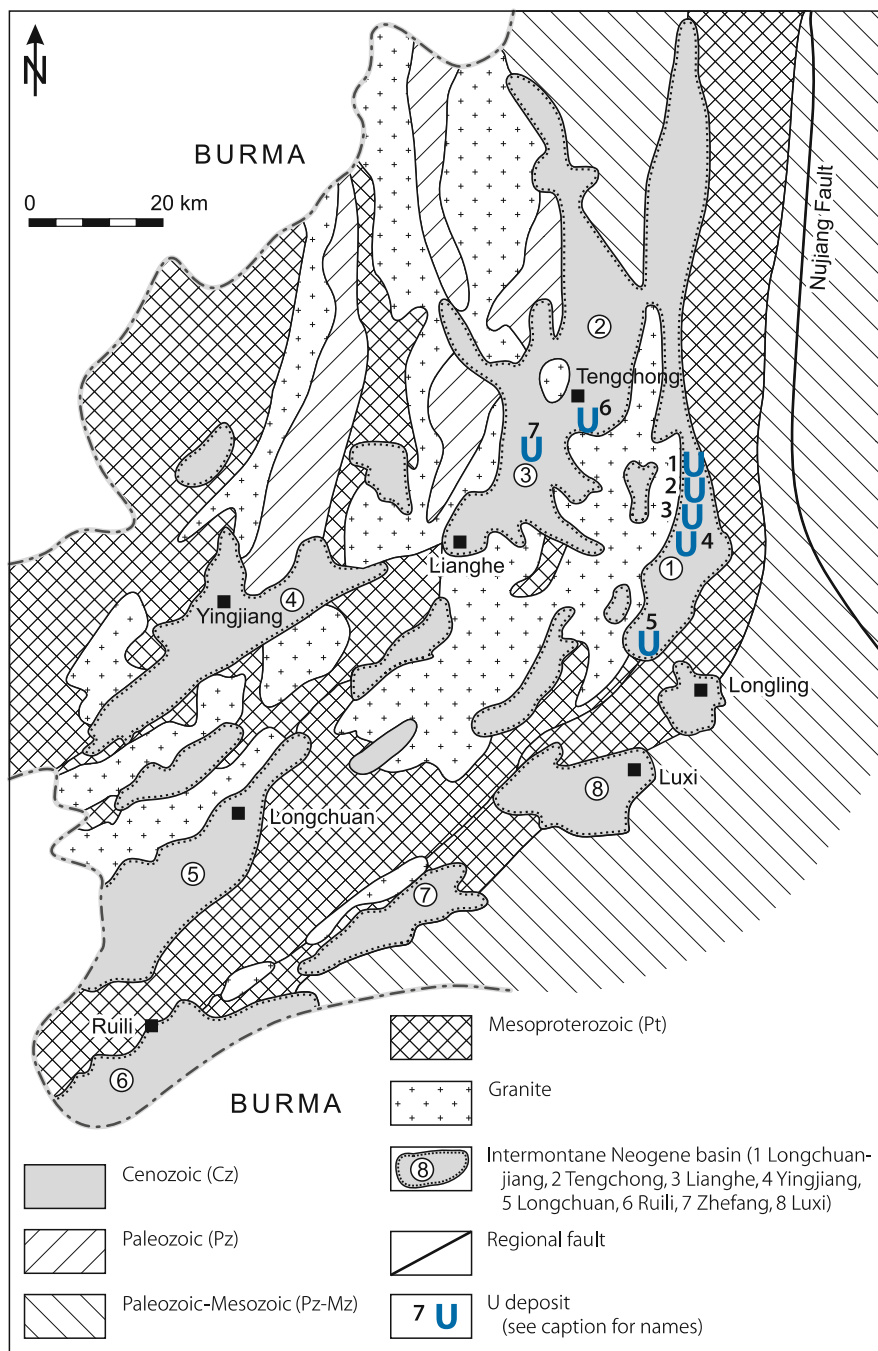 N
BURMA
0 20 km
Nujiang Fault
2
Tengchong
6
7
3
1
2
3
4
1
Lianghe
Yingjiang
4
5
Longling
Luxi
8
Longchuan
5
7
Ruili
6
BURMA
Mesoproterozoic (Pt)
Granite
8
Intermontane Neogene basin (1 Longchuan-
jiang, 2 Tengchong, 3 Lianghe, 4 Yingjiang,
5 Longchuan, 6 Ruili, 7 Zhefang, 8 Luxi)
Cenozoic (Cz)
Paleozoic (Pz)
Regional fault
Paleozoic-Mesozoic (Pz-Mz)
7 U
U deposit
(see caption for names)
U
U
U
U
U
U
U